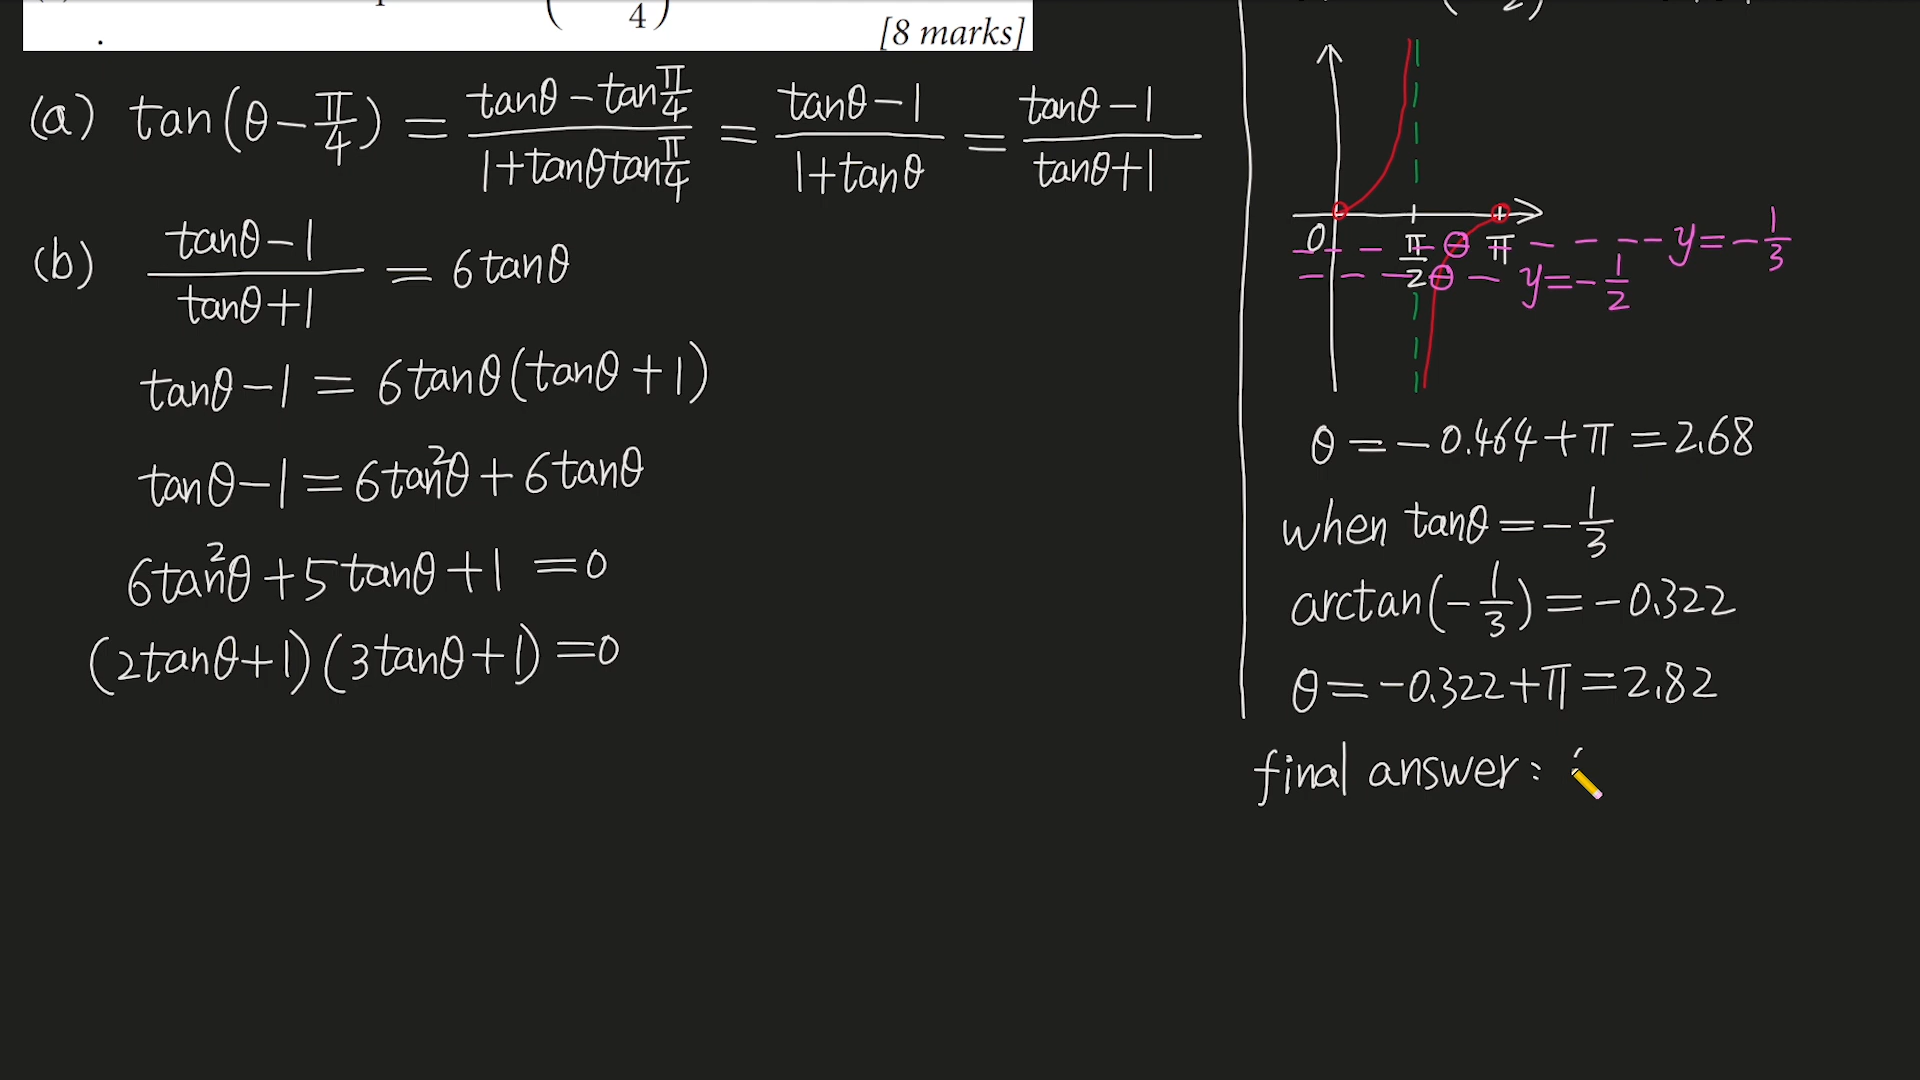 4
[8 marks]
(a) tan(θ-π/4) = (tanθ-tanπ/4)/(1+tanθtanπ/4) = (tanθ-1)/(1+tanθ) = (tanθ-1)/(tanθ+1)
(b) (tanθ-1)/(tanθ+1) = 6tanθ
tanθ-1 = 6tanθ(tanθ+1)
tanθ-1=6tan²θ+6tanθ
6tan²θ+5tanθ+1=0
(2tanθ+1)(3tanθ+1)=0
0 π/2 π
y=-1/3
y=-1/2
θ=-0.464+π=2.68
when tanθ=-1/3
arctan(-1/3)=-0.322
θ=-0.322+π=2.82
final answer: